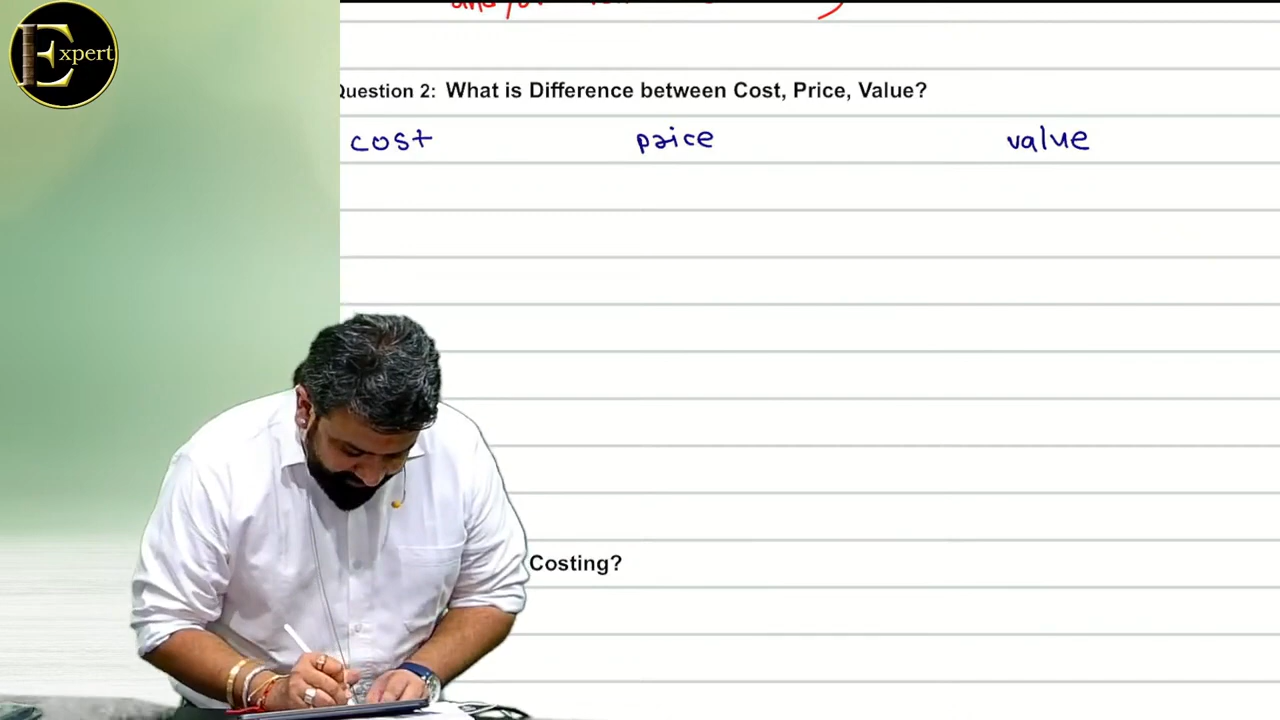 Expert
Question 2: What is Difference between Cost, Price, Value?
cost price value
Costing?